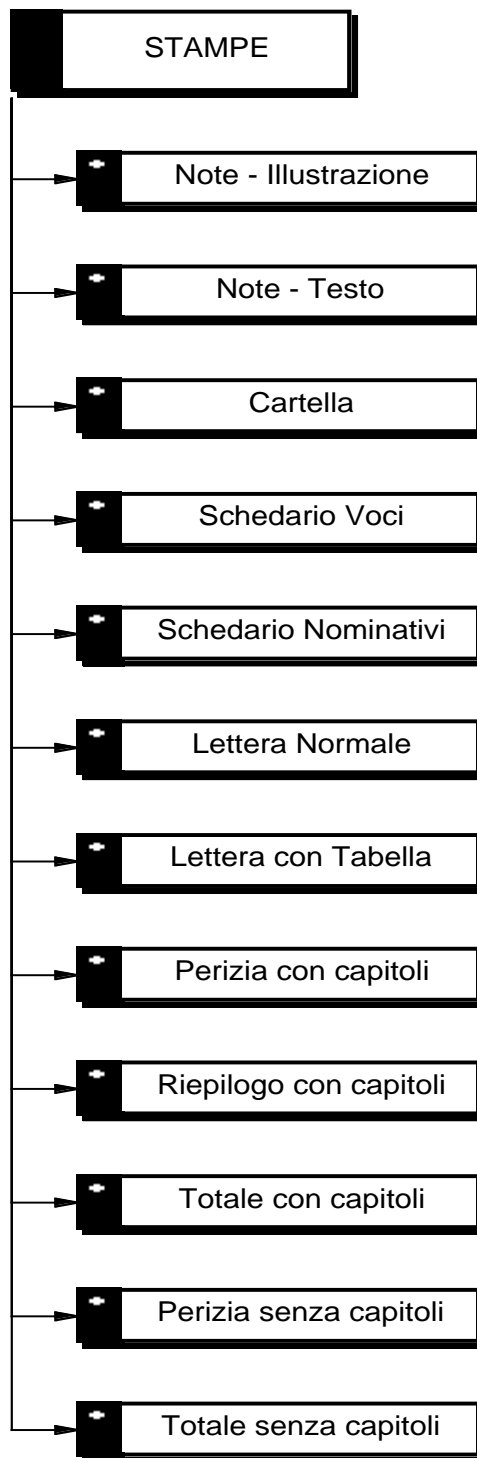 STAMPE
Note - Illustrazione
Note - Testo
Cartella
Schedario Voci
Schedario Nominativi
Lettera Normale
Lettera con Tabella
Perizia con capitoli
Riepilogo con capitoli
Totale con capitoli
Perizia senza capitoli
Totale senza capitoli